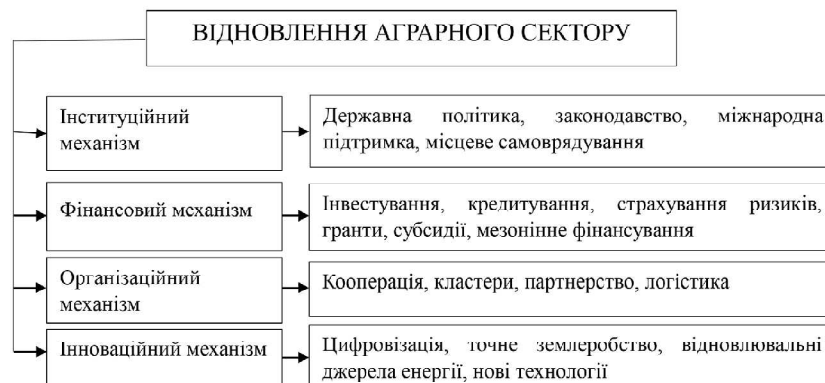 ВІДНОВЛЕННЯ АГРАРНОГО СЕКТОРУ
Інституційний
механізм
Державна політика, законодавство, міжнародна
підтримка, місцеве самоврядування
Фінансовий механізм
Інвестування, кредитування, страхування ризиків,
гранти, субсидії, мезонінне фінансування
Організаційний
механізм
Кооперація, кластери, партнерство, логістика
Інноваційний механізм
Цифровізація, точне землеробство, відновлювальні
джерела енергії, нові технології